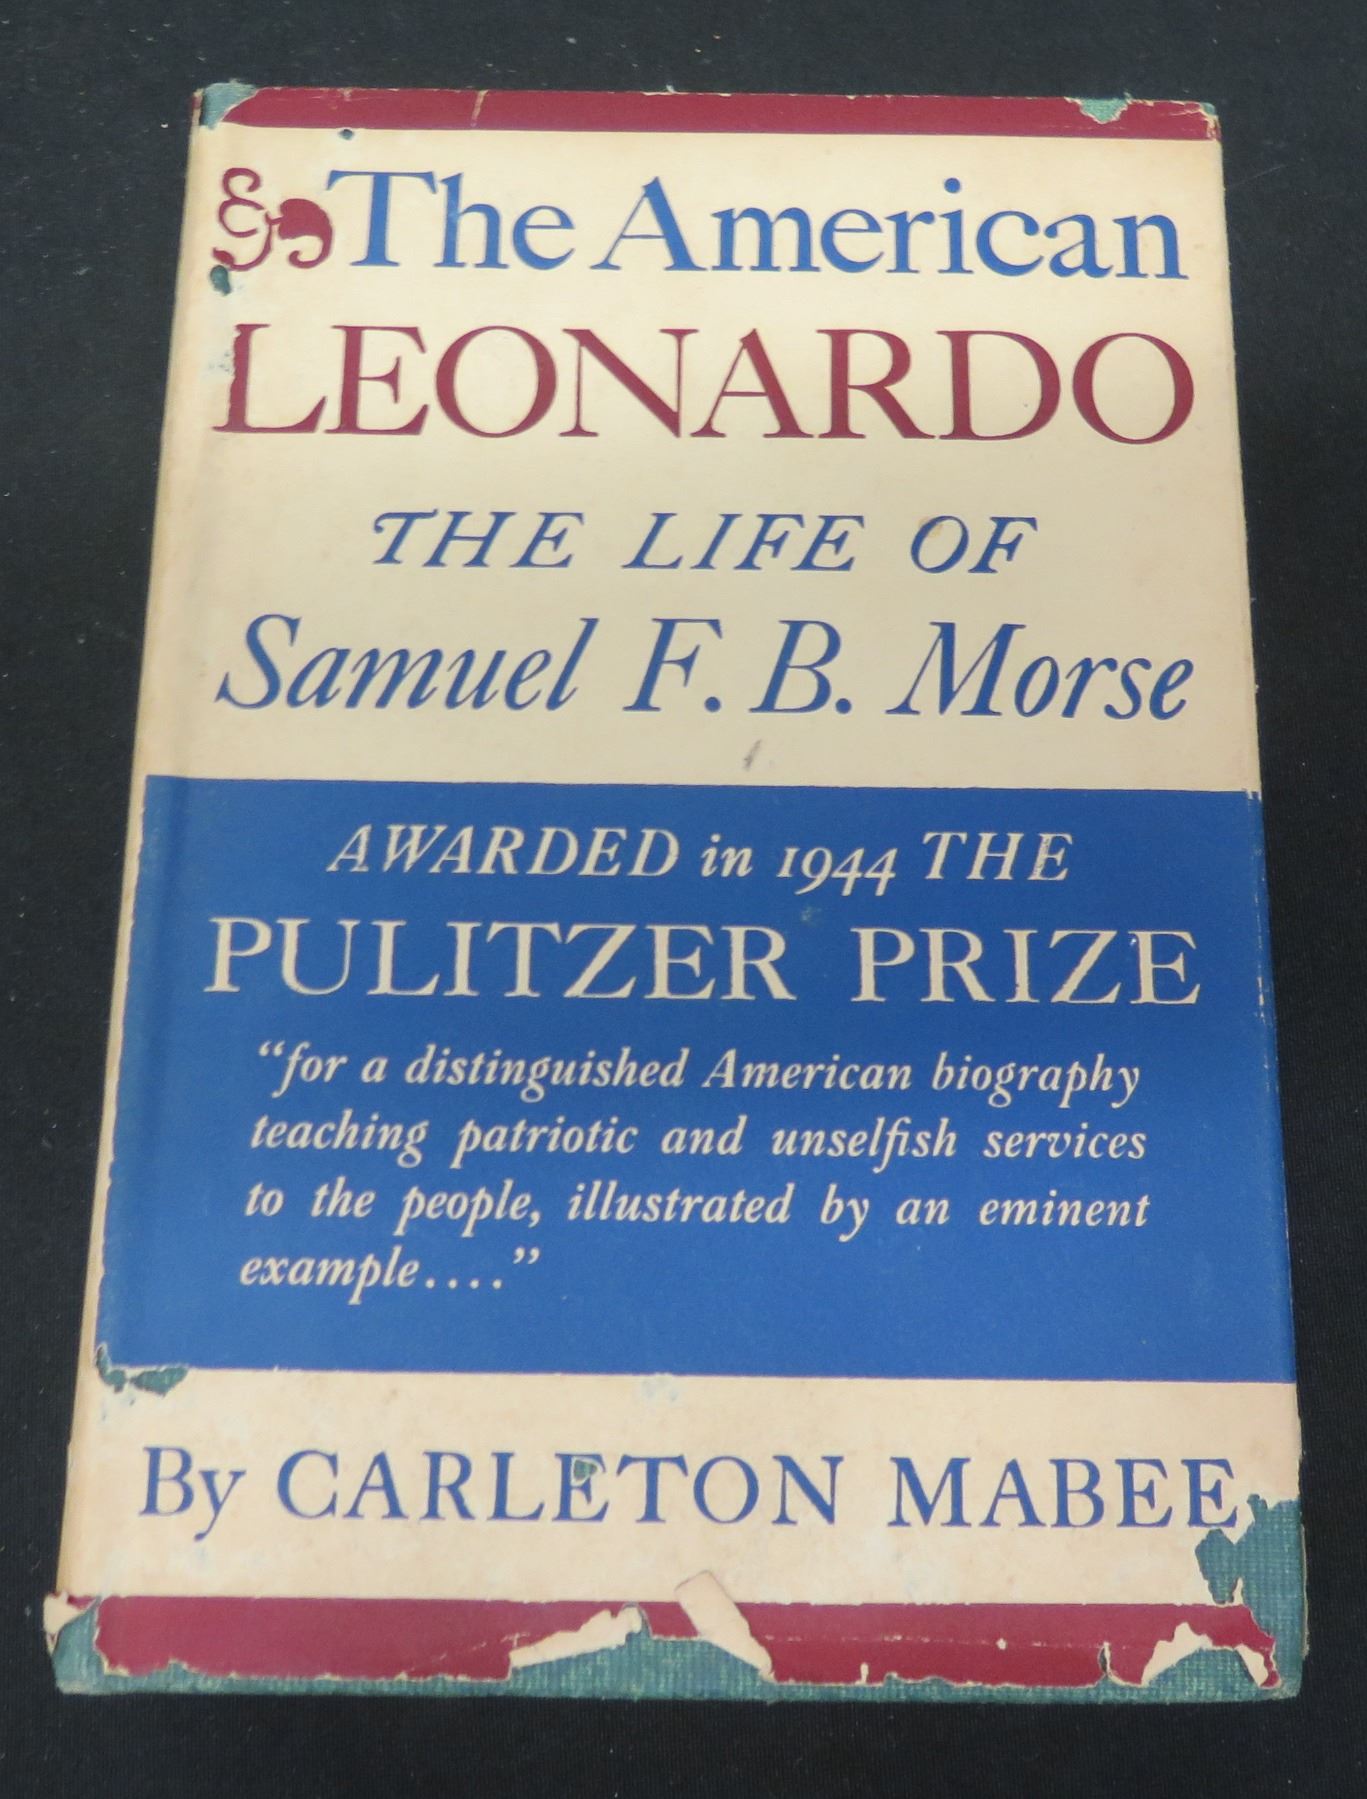 The American
LEONARDO
THE LIFE OF
Samuel F. B. Morse
AWARDED in 1944 THE
PULITZER PRIZE
“for a distinguished American biography
teaching patriotic and unselfish services
to the people, illustrated by an eminent
example....”
By CARLETON MABEE